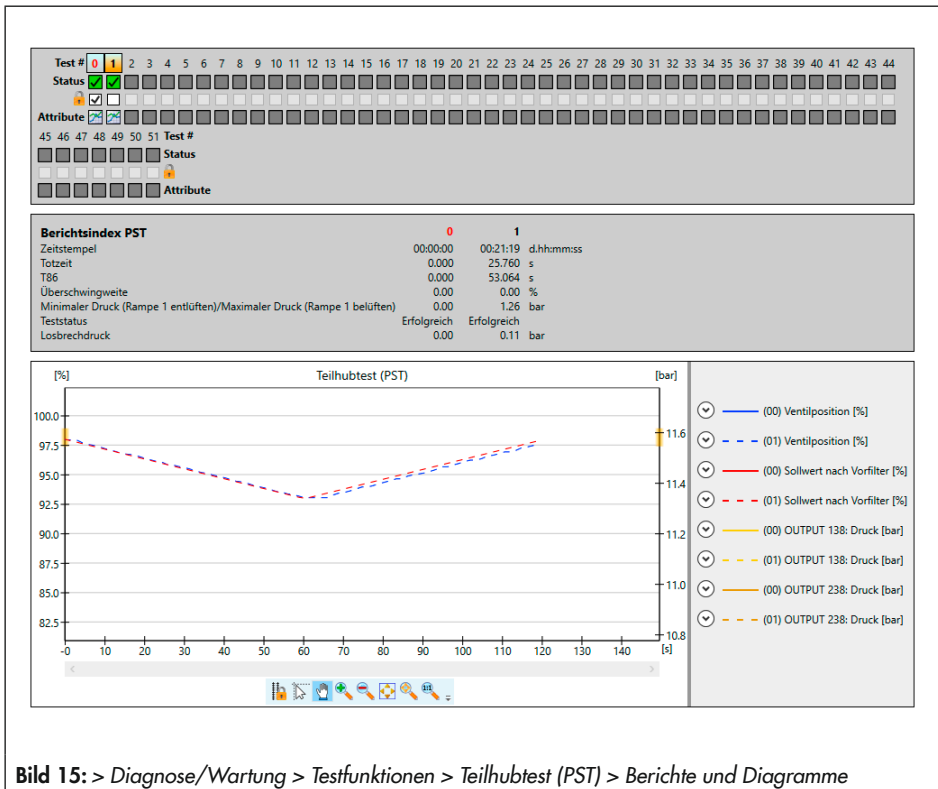 Test # 0 1 2 3 4 5 6 7 8 9 10 11 12 13 14 15 16 17 18 19 20 21 22 23 24 25 26 27 28 29 30 31 32 33 34 35 36 37 38 39 40 41 42 43 44
Status
Attribute
45 46 47 48 49 50 51 Test #
Status
Attribute
Berichtsindex PST 0 1
Zeitstempel 00:00:00 00:21:19 d.hh:mm:ss
Totzeit 0.000 25.760 s
T86 0.000 53.064 s
Überschwingweite 0.00 0.00 %
Minimaler Druck (Rampe 1 entlüften)/Maximaler Druck (Rampe 1 belüften) 0.00 1.26 bar
Teststatus Erfolgreich Erfolgreich
Losbrechdruck 0.00 0.11 bar
[%] Teilhubtest (PST) [bar]
100.0
97.5
95.0
92.5
90.0
87.5
85.0
82.5
11.6
11.4
11.2
11.0
10.8
-0 10 20 30 40 50 60 70 80 90 100 110 120 130 140 [s]
(00) Ventilposition [%]
(01) Ventilposition [%]
(00) Sollwert nach Vorfilter [%]
(01) Sollwert nach Vorfilter [%]
(00) OUTPUT 138: Druck [bar]
(01) OUTPUT 138: Druck [bar]
(00) OUTPUT 238: Druck [bar]
(01) OUTPUT 238: Druck [bar]
1:1
Bild 15: > Diagnose/Wartung > Testfunktionen > Teilhubtest (PST) > Berichte und Diagramme